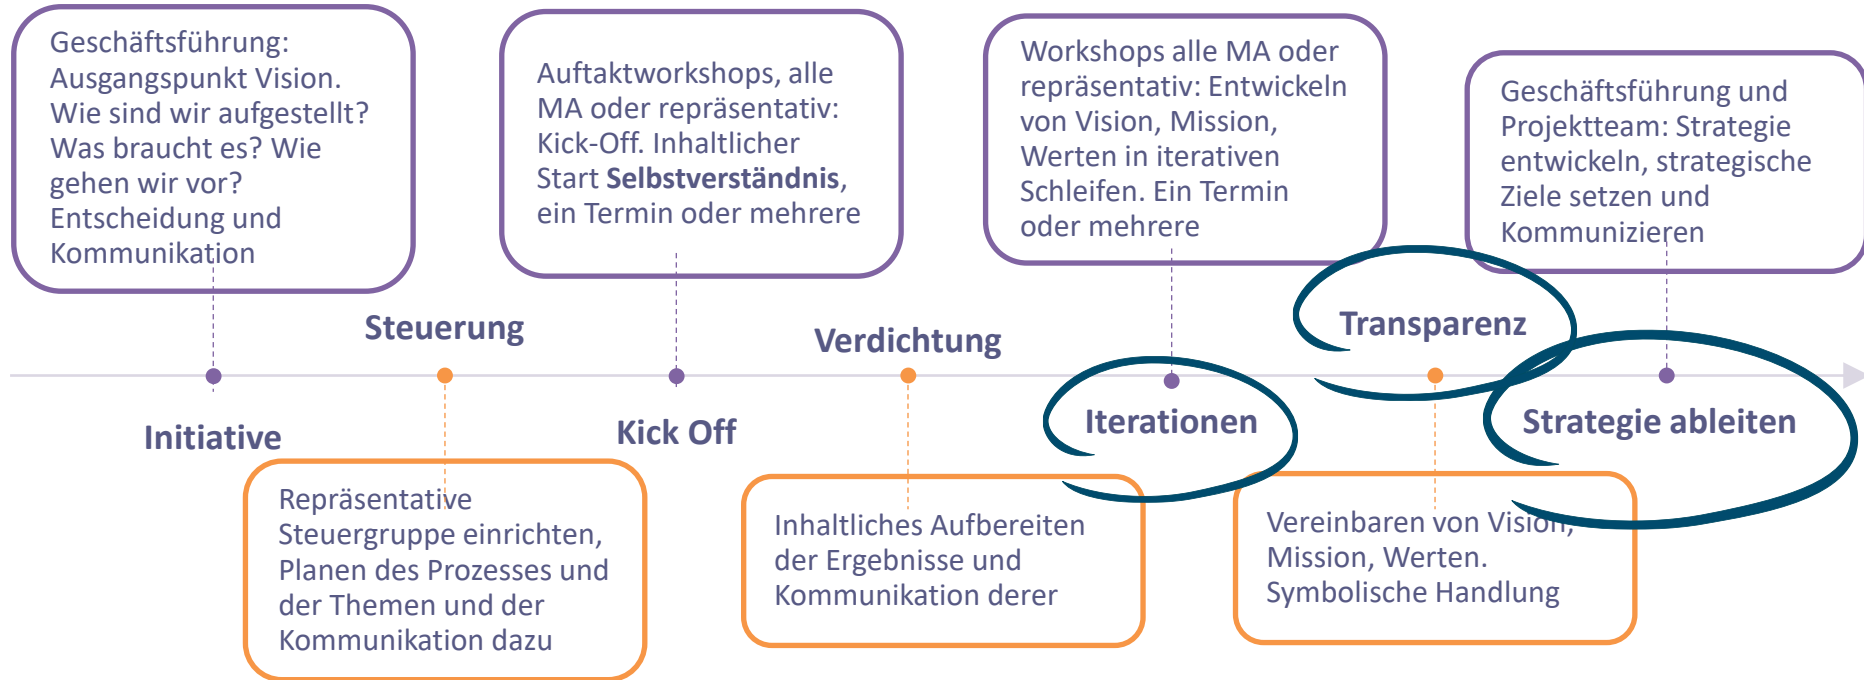 Geschäftsführung:
Ausgangspunkt Vision.
Wie sind wir aufgestellt?
Was braucht es? Wie
gehen wir vor?
Entscheidung und
Kommunikation
Auftaktworkshops, alle
MA oder repräsentativ:
Kick-Off. Inhaltlicher
Start Selbstverständnis,
ein Termin oder mehrere
Workshops alle MA oder
repräsentativ: Entwickeln
von Vision, Mission,
Werten in iterativen
Schleifen. Ein Termin
oder mehrere
Geschäftsführung und
Projektteam: Strategie
entwickeln, strategische
Ziele setzen und
Kommunizieren
Steuerung
Verdichtung
Transparenz
Initiative
Kick Off
Iterationen
Strategie ableiten
Repräsentative
Steuergruppe einrichten,
Planen des Prozesses und
der Themen und der
Kommunikation dazu
Inhaltliches Aufbereiten
der Ergebnisse und
Kommunikation derer
Vereinbaren von Vision,
Mission, Werten.
Symbolische Handlung